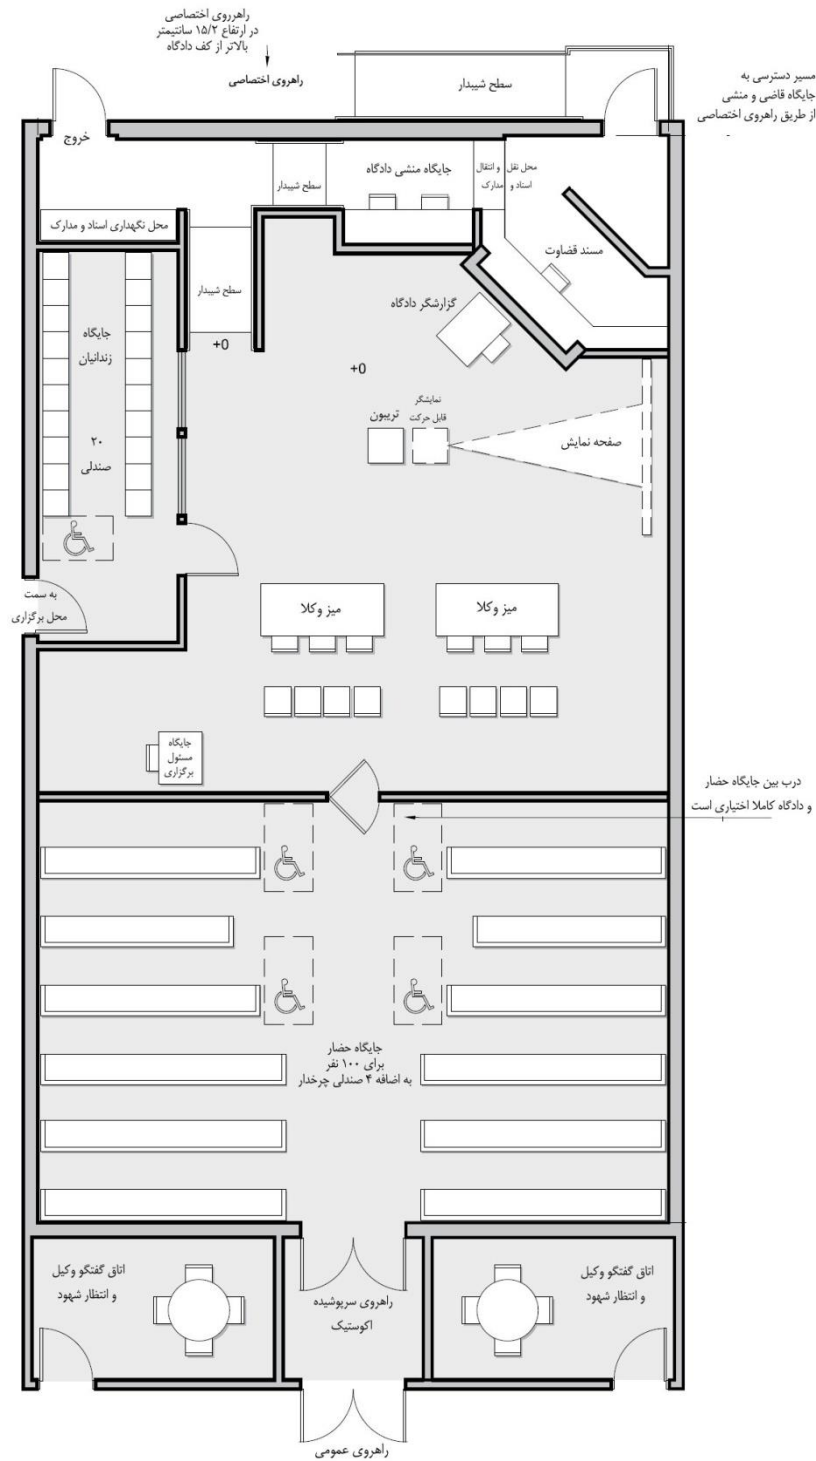 راهرروی اختصاصی
در ارتفاع ۱۵/۲ سانتیمتر
بالاتر از کف دادگاه
راهروی اختصاصی
سطح شیبدار
مسیر دسترسی به
جایگاه قاضی و منشی
از طریق راهروی اختصاصی
خروج
جایگاه منشی دادگاه
محل نقل و انتقال
اسناد و مدارک
سطح شیبدار
محل نگهداری اسناد و مدارک
مسند قضاوت
سطح شیبدار
گزارشگر دادگاه
+0
+0
جایگاه
زندانیان
۲۰
صندلی
نمایشگر
قابل حرکت
تریبون
صفحه نمایش
به سمت
محل برگزاری
میز وکلا
میز وکلا
جایگاه
مسئول
برگزاری
درب بین جایگاه حضار
و دادگاه کاملا اختیاری است
جایگاه حضار
برای ۱۰۰ نفر
به اضافه ۴ صندلی چرخدار
اتاق گفتگو وکیل
و انتظار شهود
راهروی سرپوشیده
اکوستیک
اتاق گفتگو وکیل
و انتظار شهود
راهروی عمومی